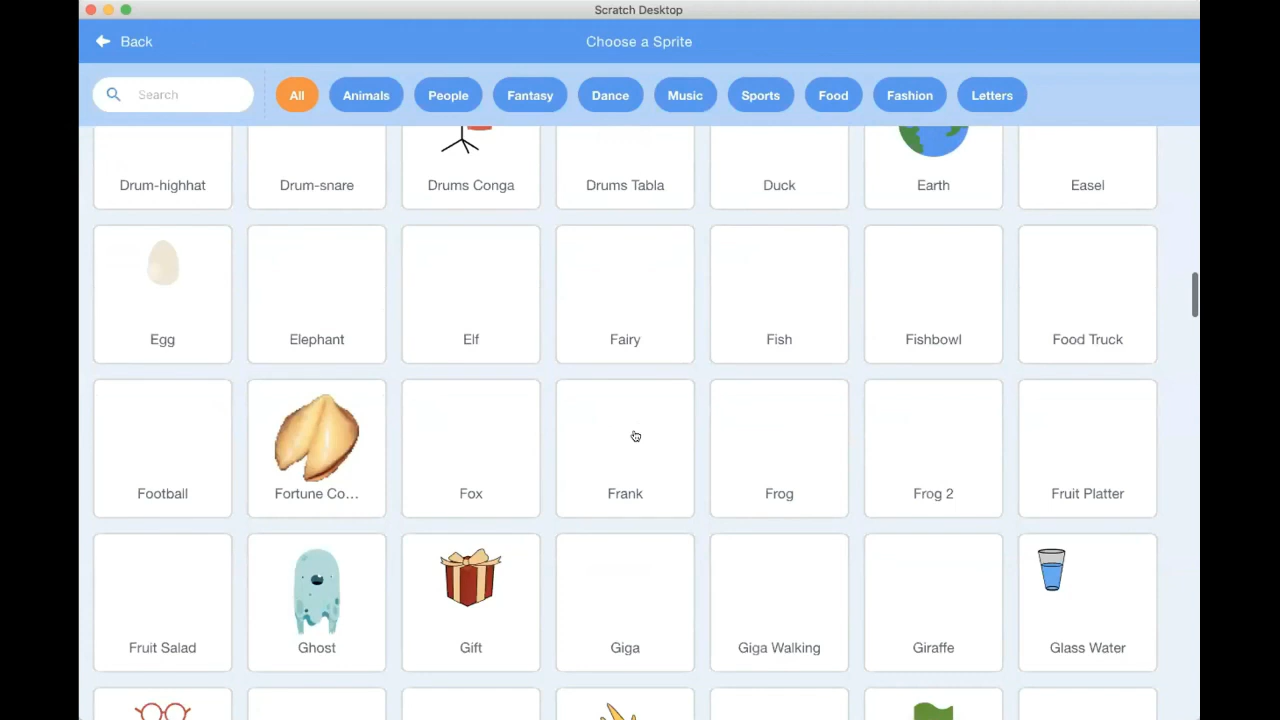 Scratch Desktop
Back
Choose a Sprite
Search
All
Animals
People
Fantasy
Dance
Music
Sports
Food
Fashion
Letters
Drum-highhat
Drum-snare
Drums Conga
Drums Tabla
Duck
Earth
Easel
Egg
Elephant
Elf
Fairy
Fish
Fishbowl
Food Truck
Football
Fortune Co...
Fox
Frank
Frog
Frog 2
Fruit Platter
Fruit Salad
Ghost
Gift
Giga
Giga Walking
Giraffe
Glass Water